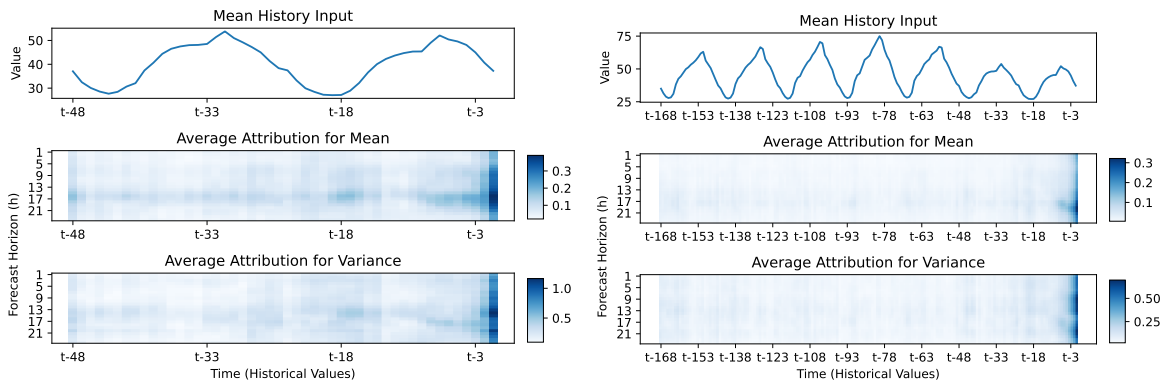 Mean History Input
Value
50
40
30
t-48 t-33 t-18 t-3
Average Attribution for Mean
1
5
9
13
17
21
0.3
0.2
0.1
t-48 t-33 t-18 t-3
Average Attribution for Variance
Forecast Horizon (h)
1
5
9
13
17
21
1.0
0.5
t-48 t-33 t-18 t-3
Time (Historical Values)
Mean History Input
Value
75
50
25
t-168 t-153 t-138 t-123 t-108 t-93 t-78 t-63 t-48 t-33 t-18 t-3
Average Attribution for Mean
1
5
9
13
17
21
0.3
0.2
0.1
t-168 t-153 t-138 t-123 t-108 t-93 t-78 t-63 t-48 t-33 t-18 t-3
Average Attribution for Variance
Forecast Horizon (h)
1
5
9
13
17
21
0.50
0.25
t-168 t-153 t-138 t-123 t-108 t-93 t-78 t-63 t-48 t-33 t-18 t-3
Time (Historical Values)